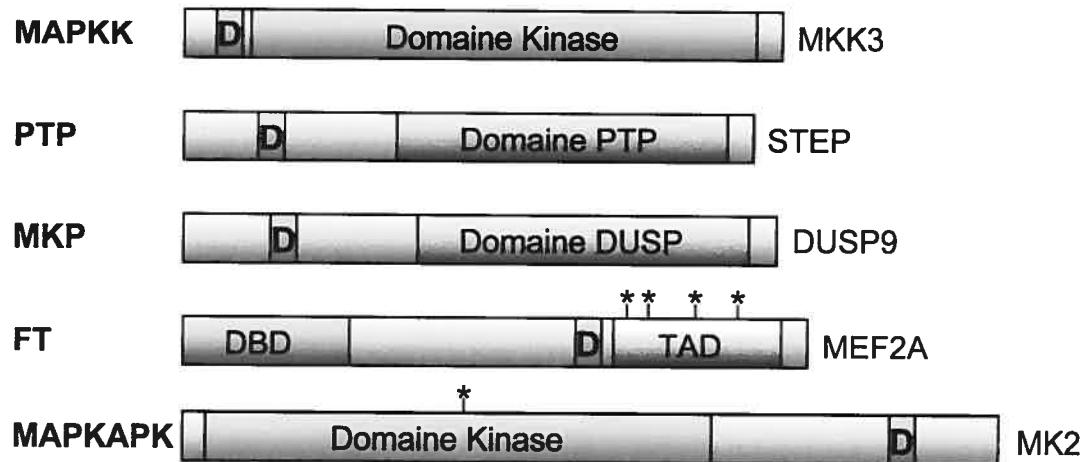 MAPKK D Domaine Kinase MKK3
PTP D Domaine PTP STEP
MKP D Domaine DUSP DUSP9
* * * *
FT DBD D TAD MEF2A
*
MAPKAPK Domaine Kinase D MK2